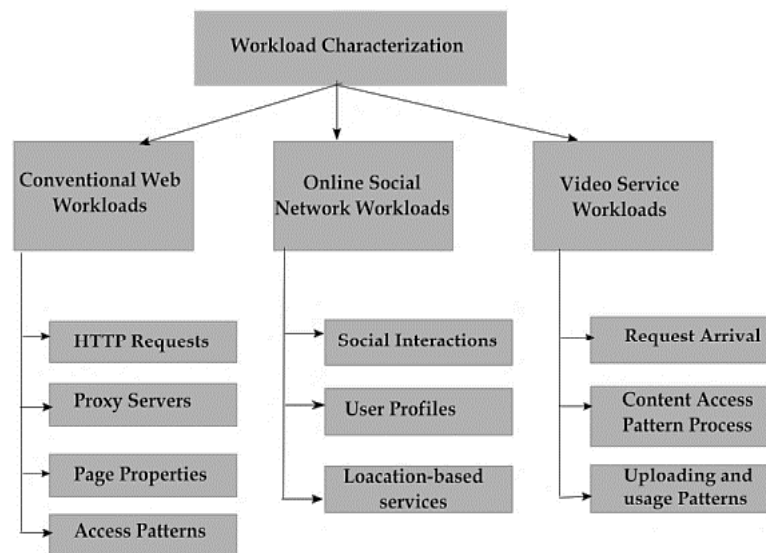 Workload Characterization
Conventional Web
Workloads
Online Social
Network Workloads
Video Service
Workloads
HTTP Requests
Proxy Servers
Page Properties
Access Patterns
Social Interactions
User Profiles
Loacation-based
services
Request Arrival
Content Access
Pattern Process
Uploading and
usage Patterns